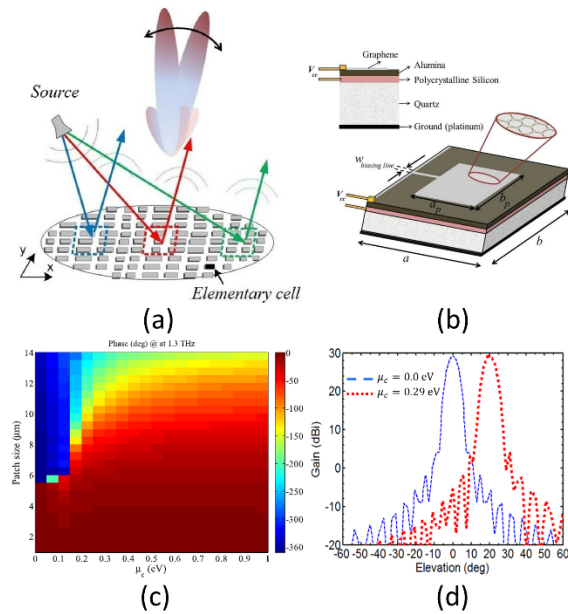 Source
y
x
Elementary cell
(a)
Graphene
Alumina
V_cc
Polycrystalline Silicon
Quartz
Ground (platinum)
W_biasing line
V_cc
a_p
b_p
a
b
(b)
Phase (deg) @ at 1.3 THz
14
12
10
8
6
4
2
0 0.1 0.2 0.3 0.4 0.5 0.6 0.7 0.8 0.9 1
Patch size (μm)
μ_c (eV)
0
-50
-100
-150
-200
-250
-300
-350
(c)
30
20
10
0
-10
-20
-60 -50 -40 -30 -20 -10 0 10 20 30 40 50 60
Gain (dBi)
Elevation (deg)
μ_c = 0.0 eV
μ_c = 0.29 eV
(d)